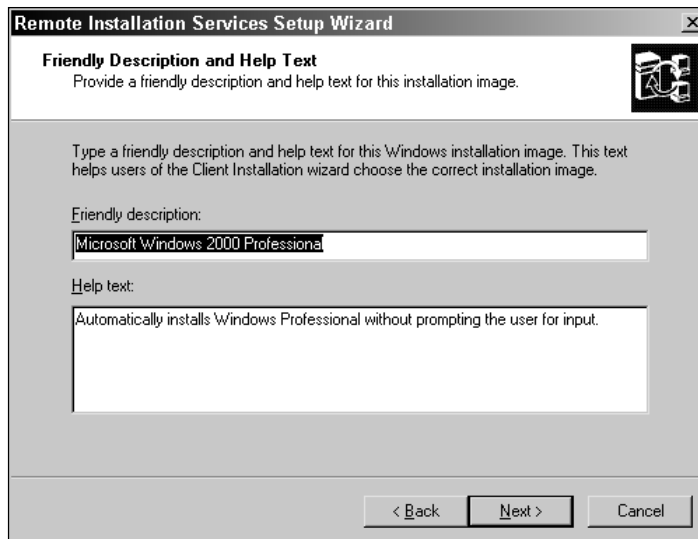 Remote Installation Services Setup Wizard
Friendly Description and Help Text
Provide a friendly description and help text for this installation image.
Type a friendly description and help text for this Windows installation image. This text
helps users of the Client Installation wizard choose the correct installation image.
Friendly description:
Microsoft Windows 2000 Professional
Help text:
Automatically installs Windows Professional without prompting the user for input.
< Back
Next >
Cancel